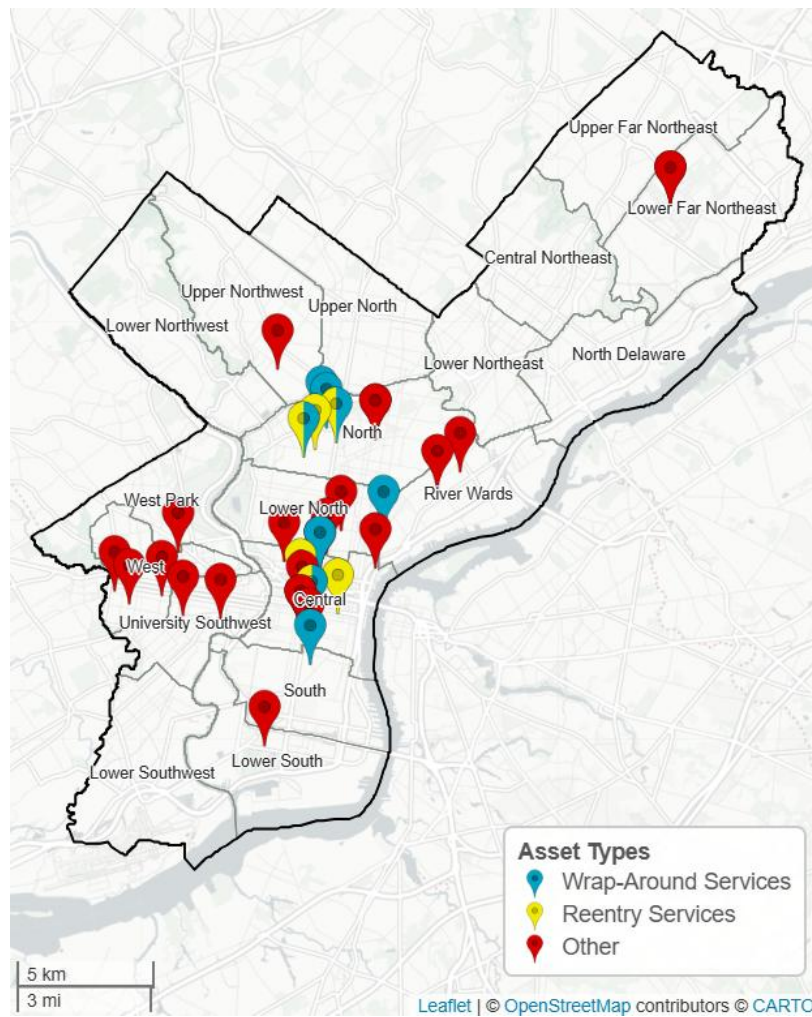 Upper Far Northeast
Lower Far Northeast
Central Northeast
Upper Northwest
Upper North
Lower Northwest
Lower Northeast
North Delaware
North
West Park
Lower North
River Wards
West
Central
University Southwest
South
Lower Southwest
Lower South
Asset Types
Wrap-Around Services
Reentry Services
Other
5 km
3 mi
Leaflet | © OpenStreetMap contributors © CARTO